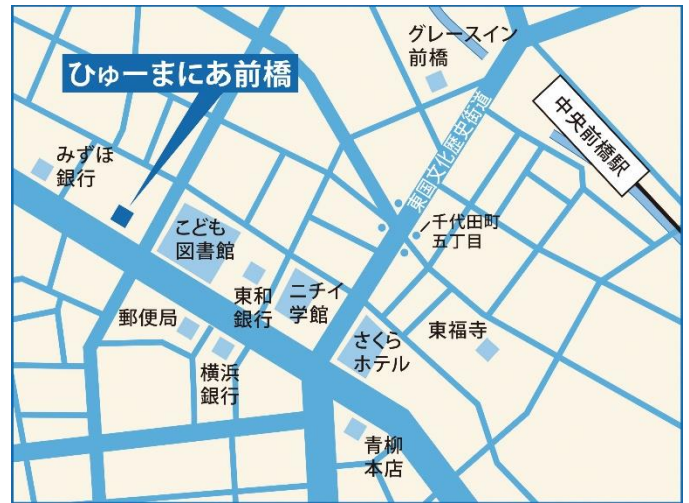 グレースイン
前橋
ひゅーまにあ前橋
中央前橋駅
東国文化歴史街道
みずほ
銀行
千代田町
五丁目
こども
図書館
東和
銀行
ニチイ
学館
郵便局
さくら
ホテル
東福寺
横浜
銀行
青柳
本店